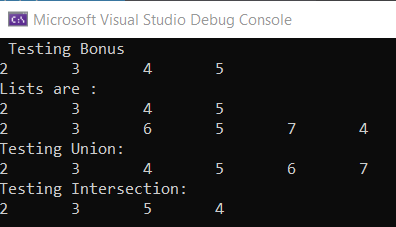 Microsoft Visual Studio Debug Console
Testing Bonus
2 3 4 5
Lists are :
2 3 4 5
2 3 6 5 7 4
Testing Union:
2 3 4 5 6 7
Testing Intersection:
2 3 5 4